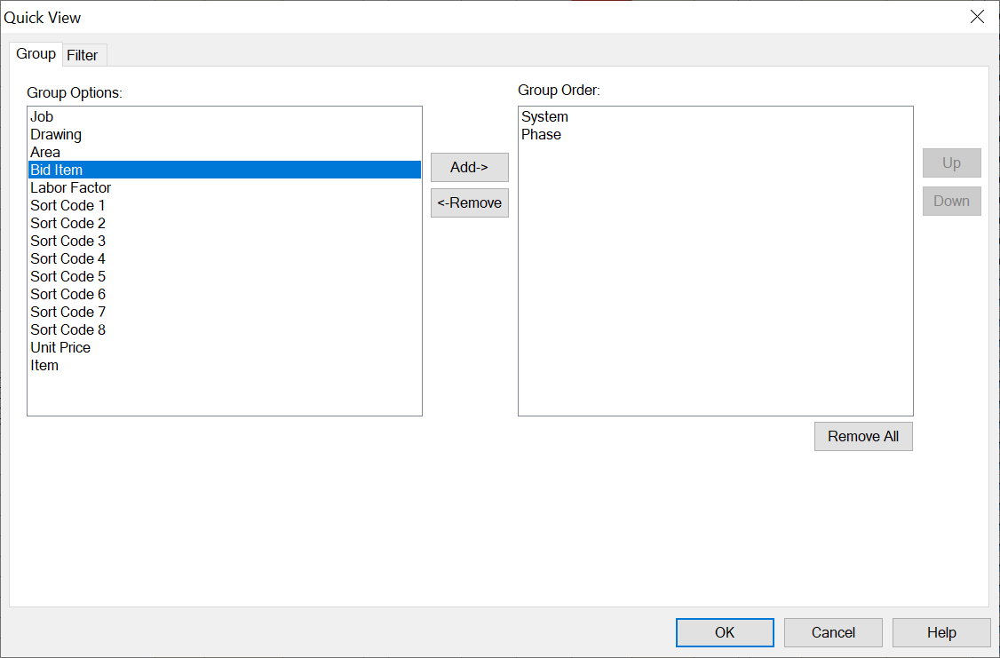 Quick View
Group
Filter
Group Options:
Job
Drawing
Area
Bid Item
Labor Factor
Sort Code 1
Sort Code 2
Sort Code 3
Sort Code 4
Sort Code 5
Sort Code 6
Sort Code 7
Sort Code 8
Unit Price
Item
Add->
<-Remove
Group Order:
System
Phase
Up
Down
Remove All
OK
Cancel
Help